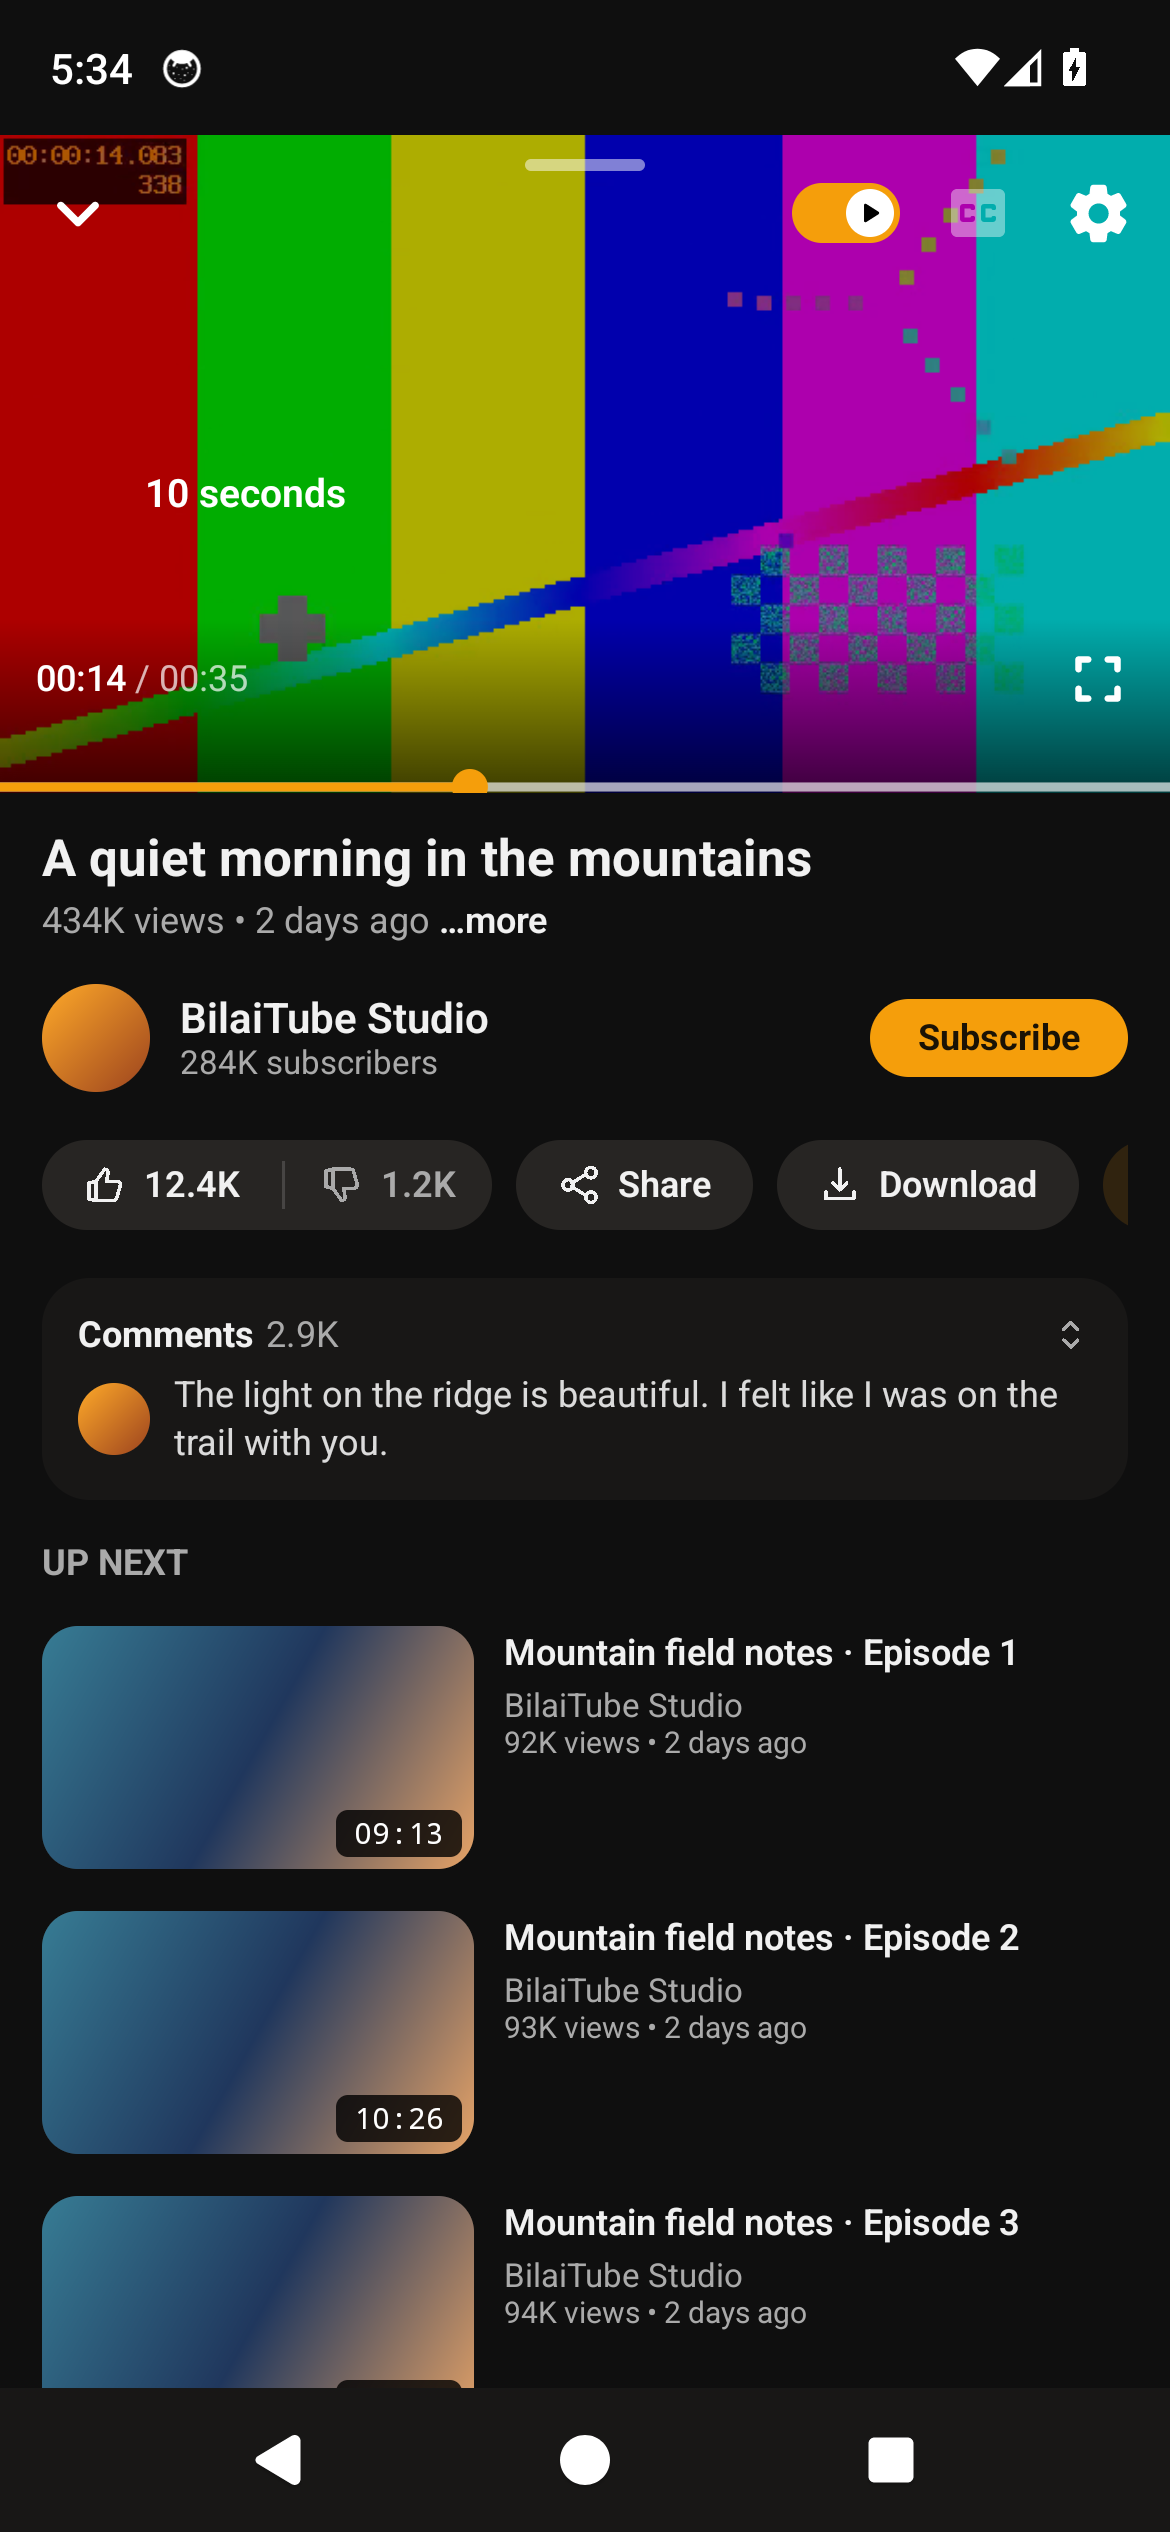 5:34
00:00:14.083
338
CC
10 seconds
00:14 / 00:35
A quiet morning in the mountains
434K views • 2 days ago ...more
BilaiTube Studio
284K subscribers
Subscribe
12.4K
1.2K
Share
Download
Comments 2.9K
The light on the ridge is beautiful. I felt like I was on the
trail with you.
UP NEXT
Mountain field notes · Episode 1
BilaiTube Studio
92K views • 2 days ago
09:13
Mountain field notes · Episode 2
BilaiTube Studio
93K views • 2 days ago
10:26
Mountain field notes · Episode 3
BilaiTube Studio
94K views • 2 days ago